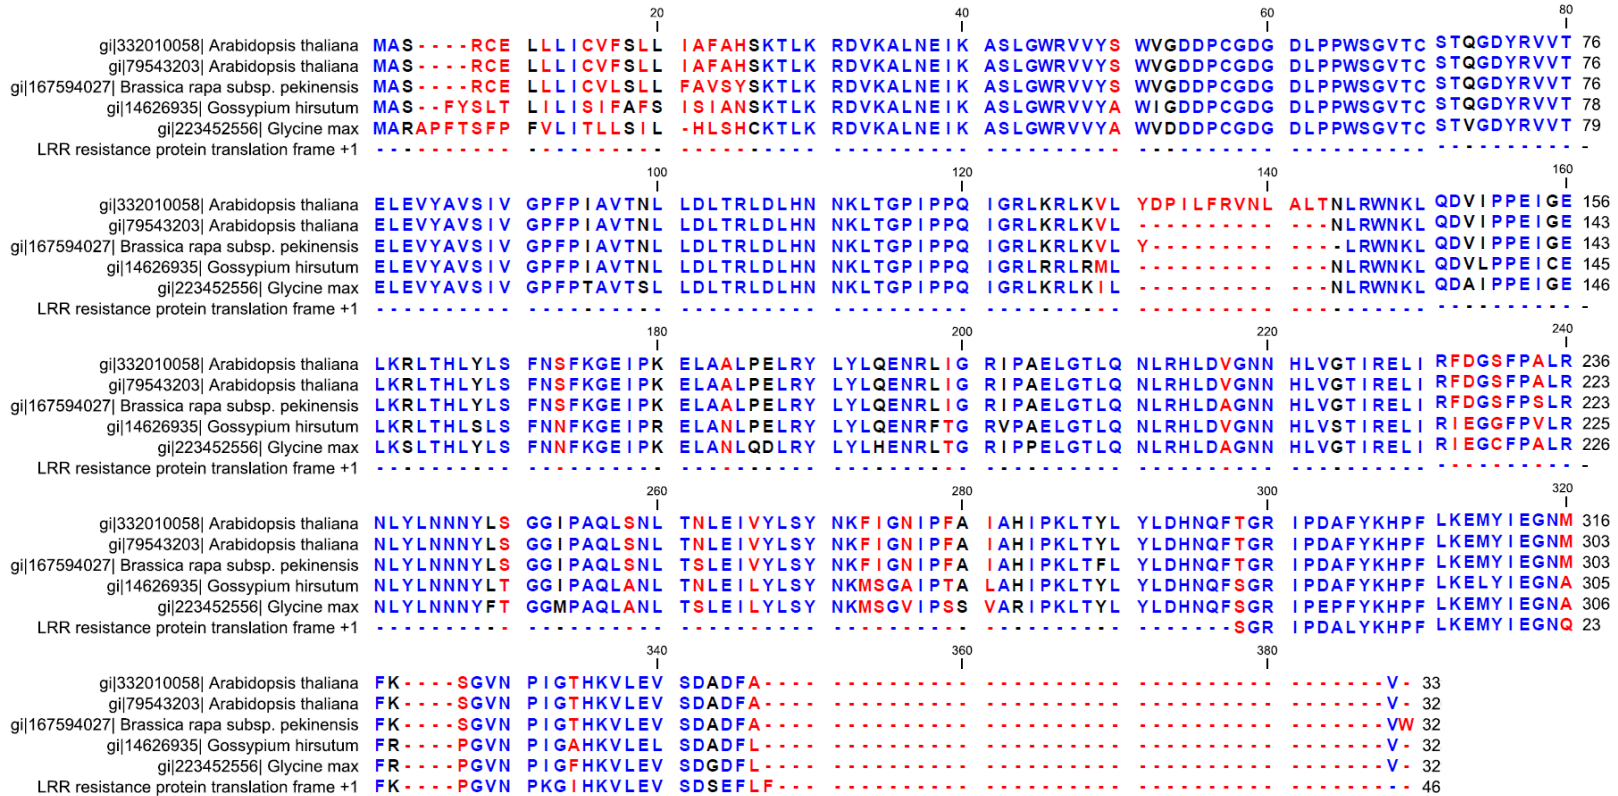 20 40 60 80
gi|332010058| Arabidopsis thaliana MAS----RCE LLLICVFSLL IAFAHSKTLK RDVKALNEIK ASLGWRVVYS WVGDDPCGDG DLPPWSGVTC STQGDYRVVT 76
gi|79543203| Arabidopsis thaliana MAS----RCE LLLICVFSLL IAFAHSKTLK RDVKALNEIK ASLGWRVVYS WVGDDPCGDG DLPPWSGVTC STQGDYRVVT 76
gi|167594027| Brassica rapa subsp. pekinensis MAS----RCE LLLICVLSLL FAVSYSKTLK RDVKALNEIK ASLGWRVVYS WVGDDPCGDG DLPPWSGVTC STQGDYRVVT 76
gi|14626935| Gossypium hirsutum MAS--FYSLT LILSIFAFS ISIANSKTLK RDVKALNEIK ASLGWRVVYA WIGDDPCGDG DLPPWSGVTC STQGDYRVVT 78
gi|223452556| Glycine max MARAPFTSFP FVLITLLSIL -HLSHCKTLK RDVKALNEIK ASLGWRVVYA WVDDDPCGDG DLPPWSGVTC STVGDYRVVT 79
LRR resistance protein translation frame +1 ---------- ---------- ---------- ---------- ---------- ---------- ---------- ---------- -
100 120 140 160
gi|332010058| Arabidopsis thaliana ELEVYAVSIV GPFPIAVTNL LDLTRLDLHN NKLTGPIPPQ IGRLKRLKVL YDPILFRVNL ALTNLRWNKL QDVIPPEIGE 156
gi|79543203| Arabidopsis thaliana ELEVYAVSIV GPFPIAVTNL LDLTRLDLHN NKLTGPIPPQ IGRLKRLKVL ---------- ---NLRWNKL QDVIPPEIGE 143
gi|167594027| Brassica rapa subsp. pekinensis ELEVYAVSIV GPFPIAVTNL LDLTRLDLHN NKLTGPIPPQ IGRLKRLKVL Y--------- ----LRWNKL QDVIPPEIGE 143
gi|14626935| Gossypium hirsutum ELEVYAVSIV GPFPIAVTNL LDLTRLDLHN NKLTGPIPPQ IGRLRRLRML ---------- ---NLRWNKL QDVLPPEICE 145
gi|223452556| Glycine max ELEVYAVSIV GPFPTAVTSL LDLTRLDLHN NKLTGPIPPQ IGRLKRLKIL ---------- ---NLRWNKL QDAIPPEIGE 146
LRR resistance protein translation frame +1 ---------- ---------- ---------- ---------- ---------- ---------- ---------- ---------- -
180 200 220 240
gi|332010058| Arabidopsis thaliana LKRLTHLYLS FNSFKGEIPK ELAALPELRY LYLQENRLIG RIPAELGTLQ NLRHLDVGNN HLVGTIRELI RFDGSFPALR 236
gi|79543203| Arabidopsis thaliana LKRLTHLYLS FNSFKGEIPK ELAALPELRY LYLQENRLIG RIPAELGTLQ NLRHLDVGNN HLVGTIRELI RFDGSFPALR 223
gi|167594027| Brassica rapa subsp. pekinensis LKRLTHLYLS FNSFKGEIPK ELAALPELRY LYLQENRLIG RIPAELGTLQ NLRHLDAGNN HLVGTIRELI RFDGSFPSLR 223
gi|14626935| Gossypium hirsutum LKRLTHLSLS FNNFKGEIPR ELANLPELRY LYLQENRFTG RVPAELGTLQ NLRHLDVGNN HLVSTIRELI RIEGGFPVLR 225
gi|223452556| Glycine max LKSLTHLYLS FNNFKGEIPK ELANLQDLRY LYLHENRLTG RIPPELGTLQ NLRHLDAGNN HLVGTIRELI RIEGCFPALR 226
LRR resistance protein translation frame +1 ---------- ---------- ---------- ---------- ---------- ---------- ---------- ---------- -
260 280 300 320
gi|332010058| Arabidopsis thaliana NLYLNNNYLS GGIPAQLSNL TNLEIVYLSY NKFIGNIPFA IAHIPKLTYL YLDHNQFTGR IPDAFYKHPF LKEMYIEGNM 316
gi|79543203| Arabidopsis thaliana NLYLNNNYLS GGIPAQLSNL TNLEIVYLSY NKFIGNIPFA IAHIPKLTYL YLDHNQFTGR IPDAFYKHPF LKEMYIEGNM 303
gi|167594027| Brassica rapa subsp. pekinensis NLYLNNNYLS GGIPAQLSNL TSLEIVYLSY NKFIGNIPFA IAHIPKLTFL YLDHNQFTGR IPDAFYKHPF LKEMYIEGNM 303
gi|14626935| Gossypium hirsutum NLYLNNNYLT GGIPAQLANL TNLEILYLSY NKMSGAIPTA LAHIPKLTYL YLDHNQFSGR IPDAFYKHPF LKELYIEGNA 305
gi|223452556| Glycine max NLYLNNNYFT GGMPAQLANL TSLEILYLSY NKMSGVIPSS VARIPKLTYL YLDHNQFSGR IPEPFYKHPF LKEMYIEGNA 306
LRR resistance protein translation frame +1 ---------- ---------- ---------- ---------- ---------- -------SGR IPDALYKHPF LKEMYIEGNQ 23
340 360 380
gi|332010058| Arabidopsis thaliana FK----SGVN PIGTHKVLEV SDADFA---- ---------- ---------- ---------- -------V- 33
gi|79543203| Arabidopsis thaliana FK----SGVN PIGTHKVLEV SDADFA---- ---------- ---------- ---------- -------V- 32
gi|167594027| Brassica rapa subsp. pekinensis FK----SGVN PIGTHKVLEV SDADFA---- ---------- ---------- ---------- -------VW 32
gi|14626935| Gossypium hirsutum FR----PGVN PIGAHKVLEL SDADFL---- ---------- ---------- ---------- -------V- 32
gi|223452556| Glycine max FR----PGVN PIGFHKVLEV SDGDFL---- ---------- ---------- ---------- -------V- 32
LRR resistance protein translation frame +1 FK----PGVN PKGIHKVLEV SDSEFLF--- ---------- ---------- ---------- --------- 46